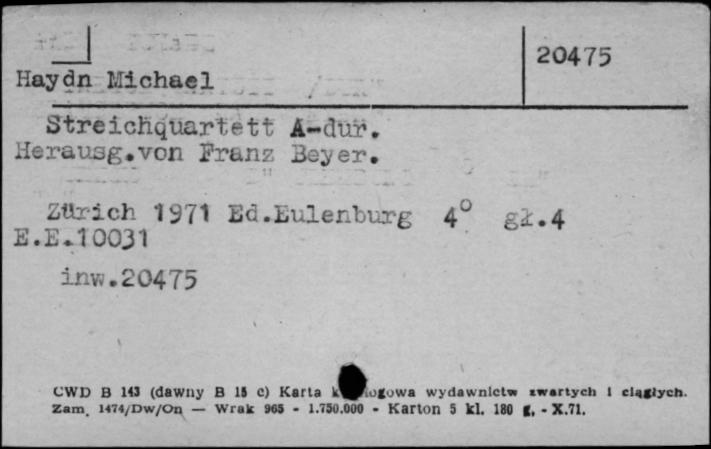 20475
Haydn Michael
Streichquartett A-dur.
Herausg.von Franz Beyer.
Zürich 1971 Ed.Eulenburg 4° gł.4
E.E.10031
inw.20475
CWD B 143 (dawny B 15 c) Karta wydawnictw zwartych i ciągłych.
Zam. 1474/Dw/On — Wrak 965 - 1.750.000 - Karton 5 kl. 180 g. - X.71.